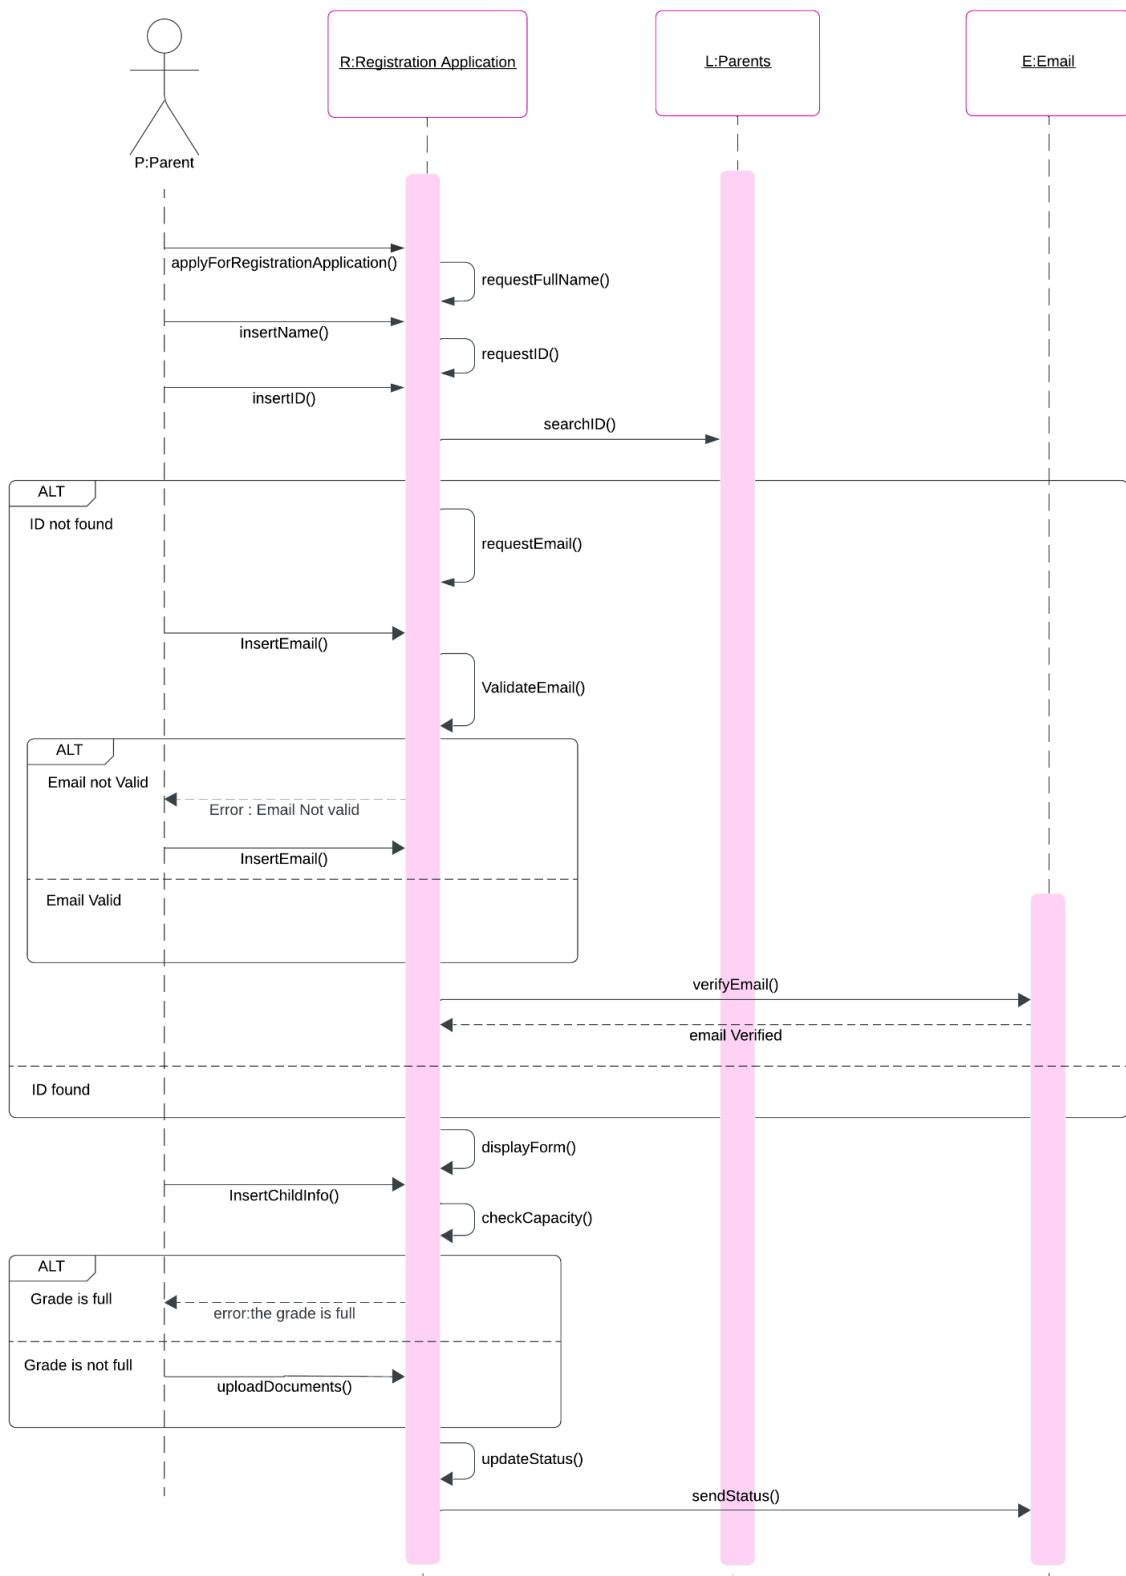 R:Registration Application
L:Parents
E:Email
P:Parent
applyForRegistrationApplication()
requestFullName()
insertName()
requestID()
insertID()
searchID()
ALT
ID not found
requestEmail()
InsertEmail()
ValidateEmail()
ALT
Email not Valid
Error : Email Not valid
InsertEmail()
Email Valid
verifyEmail()
email Verified
ID found
displayForm()
InsertChildInfo()
checkCapacity()
ALT
Grade is full
error:the grade is full
Grade is not full
uploadDocuments()
updateStatus()
sendStatus()